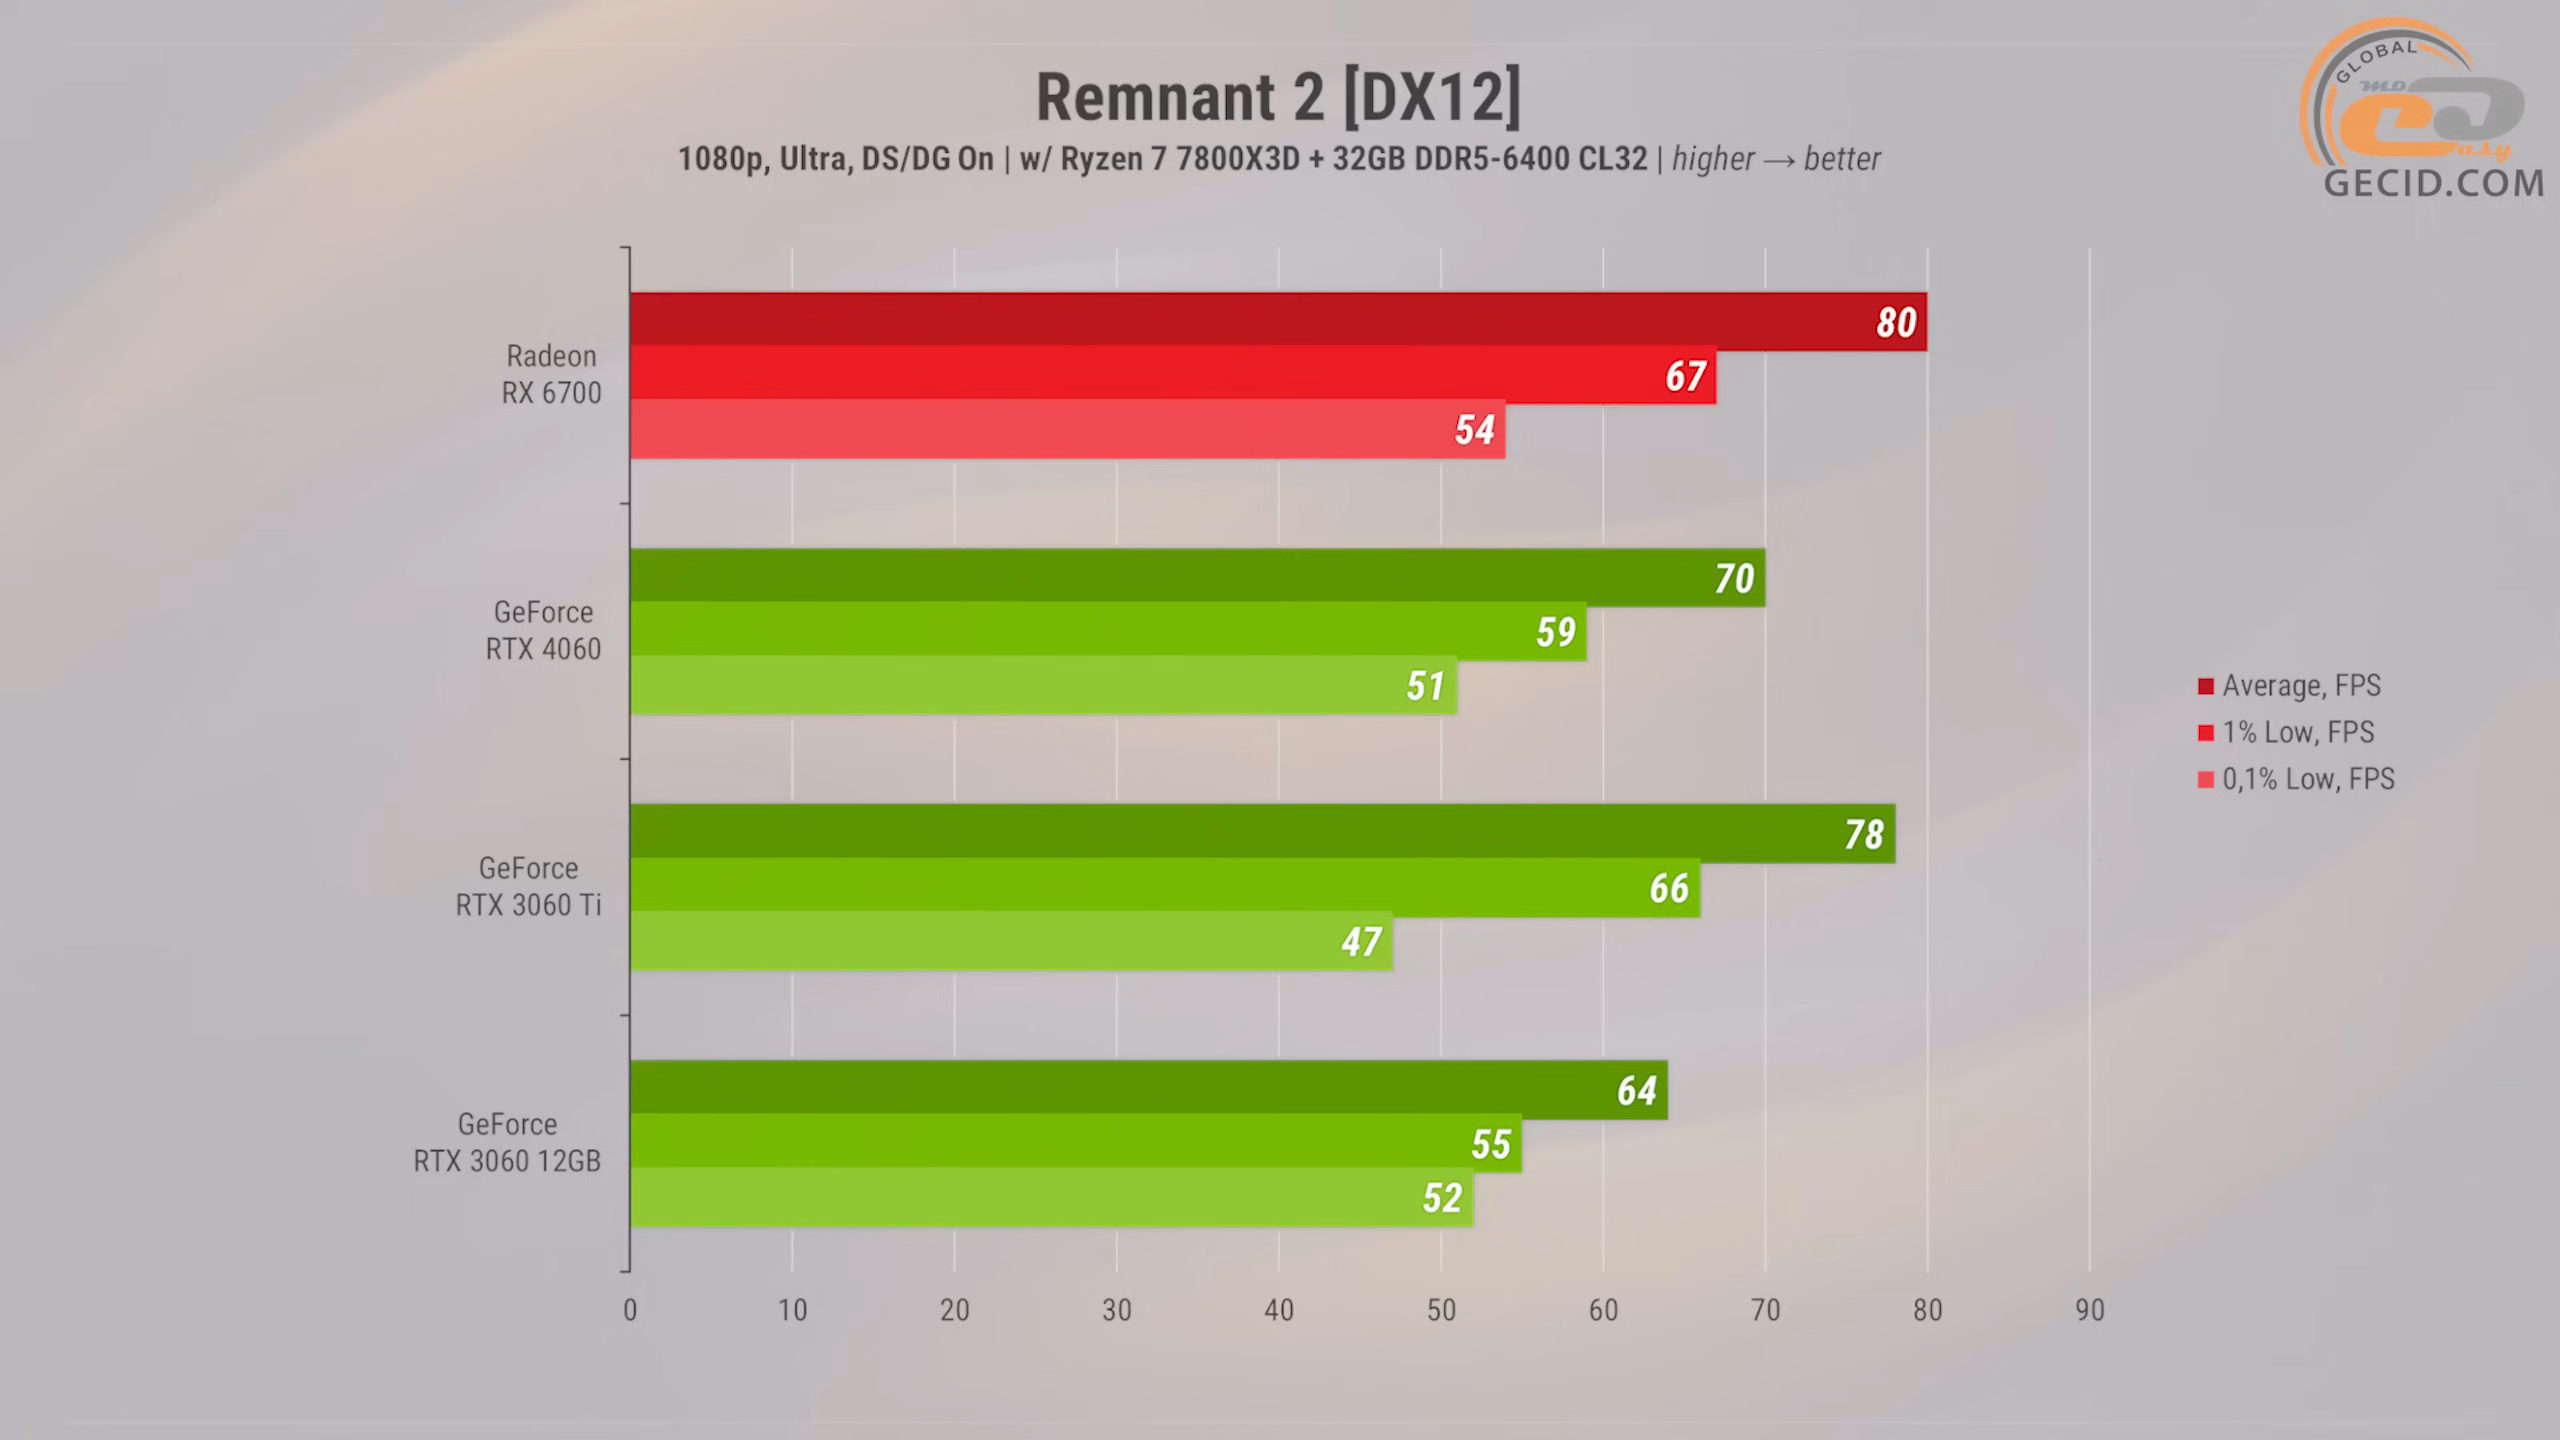 GLOBAL
mo
easy
GECID.COM
Remnant 2 [DX12]
1080p, Ultra, DS/DG On | w/ Ryzen 7 7800X3D + 32GB DDR5-6400 CL32 | higher → better
Radeon
RX 6700
80
67
54
GeForce
RTX 4060
70
59
51
GeForce
RTX 3060 Ti
78
66
47
GeForce
RTX 3060 12GB
64
55
52
Average, FPS
1% Low, FPS
0,1% Low, FPS
0 10 20 30 40 50 60 70 80 90